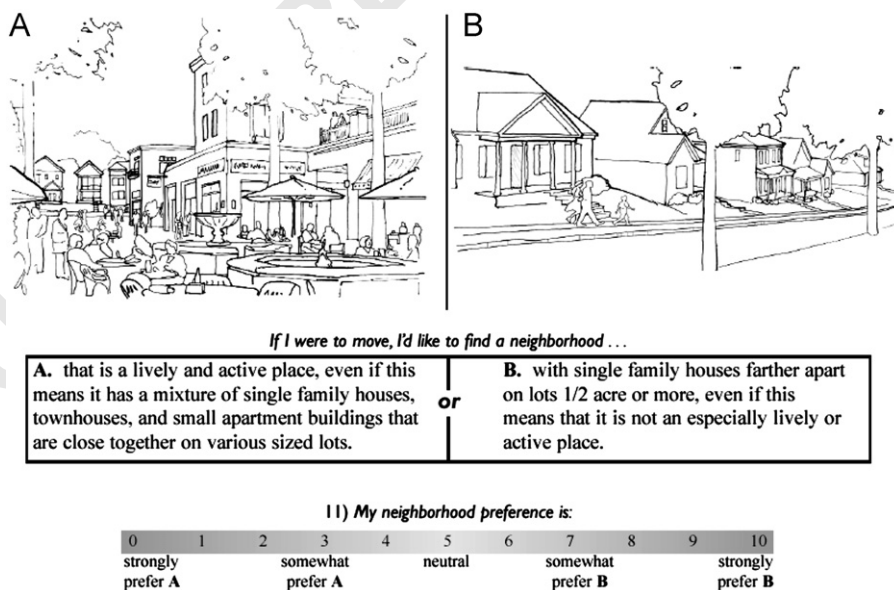 A
B
If I were to move, I'd like to find a neighborhood . . .
A. that is a lively and active place, even if this
means it has a mixture of single family houses,
townhouses, and small apartment buildings that
are close together on various sized lots.
or
B. with single family houses farther apart
on lots 1/2 acre or more, even if this
means that it is not an especially lively or
active place.
11) My neighborhood preference is:
0 1 2 3 4 5 6 7 8 9 10
strongly somewhat neutral somewhat strongly
prefer A prefer A prefer B prefer B